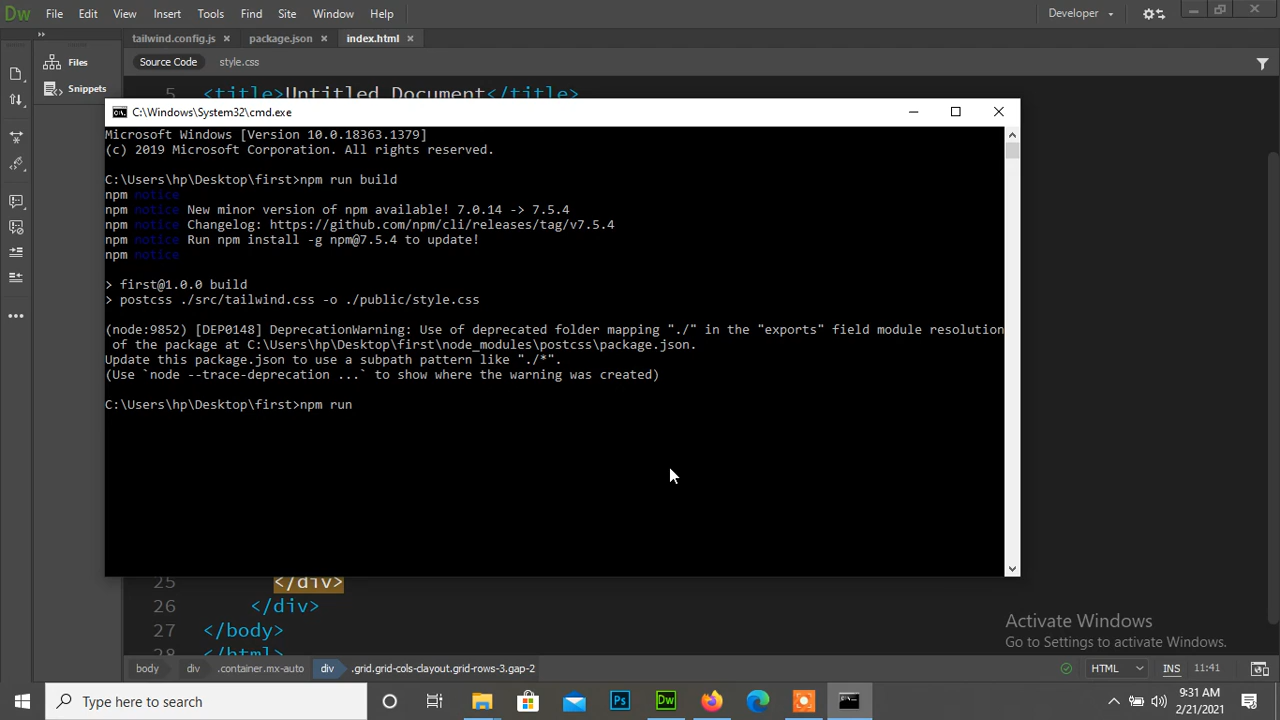 Dw File Edit View Insert Tools Find Site Window Help Developer
tailwind.config.js package.json index.html
Files
Source Code style.css
Snippets
5 <title>Untitled Document</title>
C:\Windows\System32\cmd.exe
Microsoft Windows [Version 10.0.18363.1379]
(c) 2019 Microsoft Corporation. All rights reserved.
C:\Users\hp\Desktop\first>npm run build
npm notice
npm notice New minor version of npm available! 7.0.14 -> 7.5.4
npm notice Changelog: https://github.com/npm/cli/releases/tag/v7.5.4
npm notice Run npm install -g npm@7.5.4 to update!
npm notice
> first@1.0.0 build
> postcss ./src/tailwind.css -o ./public/style.css
(node:9852) [DEP0148] DeprecationWarning: Use of deprecated folder mapping "./" in the "exports" field module resolution
of the package at C:\Users\hp\Desktop\first\node_modules\postcss\package.json.
Update this package.json to use a subpath pattern like "./*".
(Use `node --trace-deprecation ...` to show where the warning was created)
C:\Users\hp\Desktop\first>npm run
25 </div>
26 </div>
27 </body>
28 </html>
Activate Windows
Go to Settings to activate Windows.
body div .container.mx-auto div .grid.grid-cols-clayout.grid-rows-3.gap-2 HTML INS 11:41
Type here to search Ps Dw 9:31 AM
2/21/2021